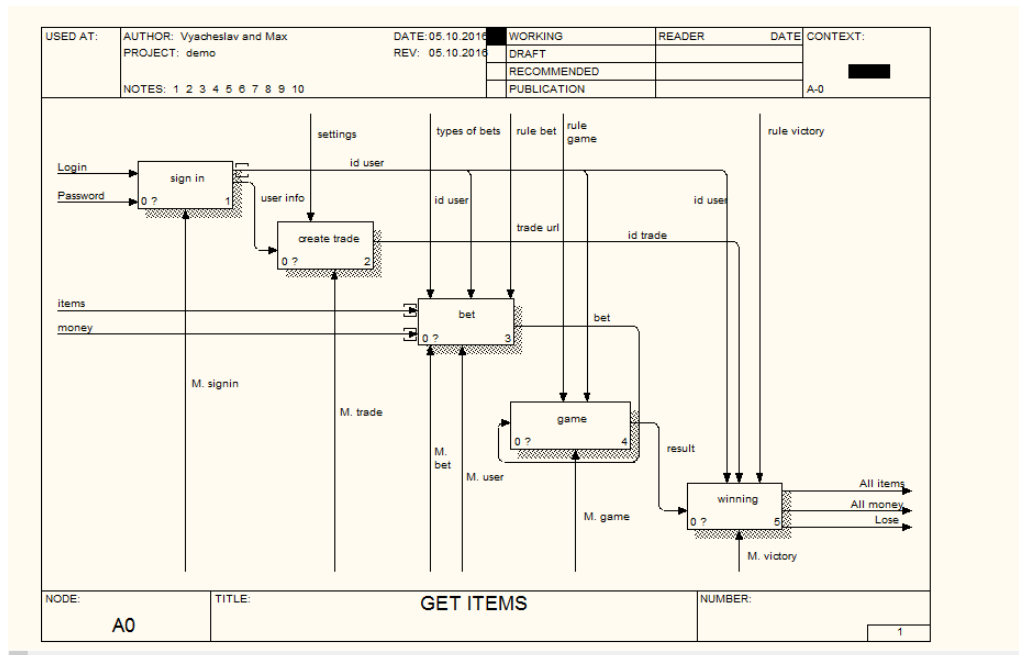 USED AT:
AUTHOR: Vyacheslav and Max
DATE: 05.10.2016
PROJECT: demo
REV: 05.10.2016
NOTES: 1 2 3 4 5 6 7 8 9 10
WORKING
DRAFT
RECOMMENDED
PUBLICATION
READER
DATE
CONTEXT:
A-0
settings
types of bets
rule bet
rule
game
rule victory
Login
Password
sign in
0 ?
1
id user
user info
id user
id user
create trade
0 ?
2
trade url
id trade
items
money
bet
0 ?
3
bet
M. signin
M. trade
game
0 ?
4
M.
bet
M. user
result
M. game
winning
0 ?
5
All items
All money
Lose
M. victory
NODE:
A0
TITLE:
GET ITEMS
NUMBER:
1